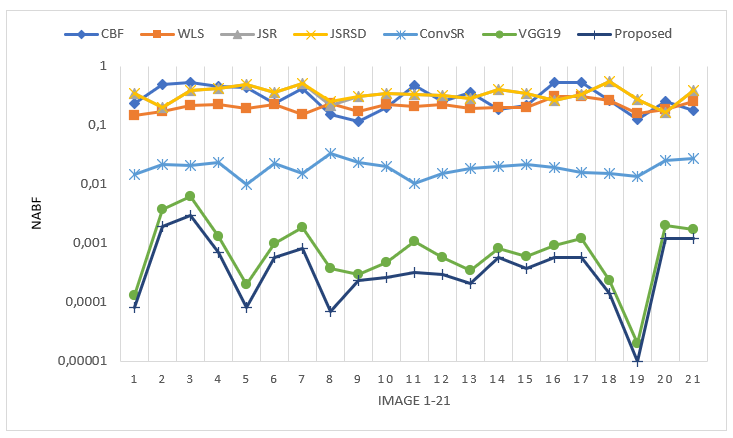 CBF WLS JSR JSRSD ConvSR VGG19 Proposed
1
0,1
0,01
0,001
0,0001
0,00001
NABF
1 2 3 4 5 6 7 8 9 10 11 12 13 14 15 16 17 18 19 20 21
IMAGE 1-21